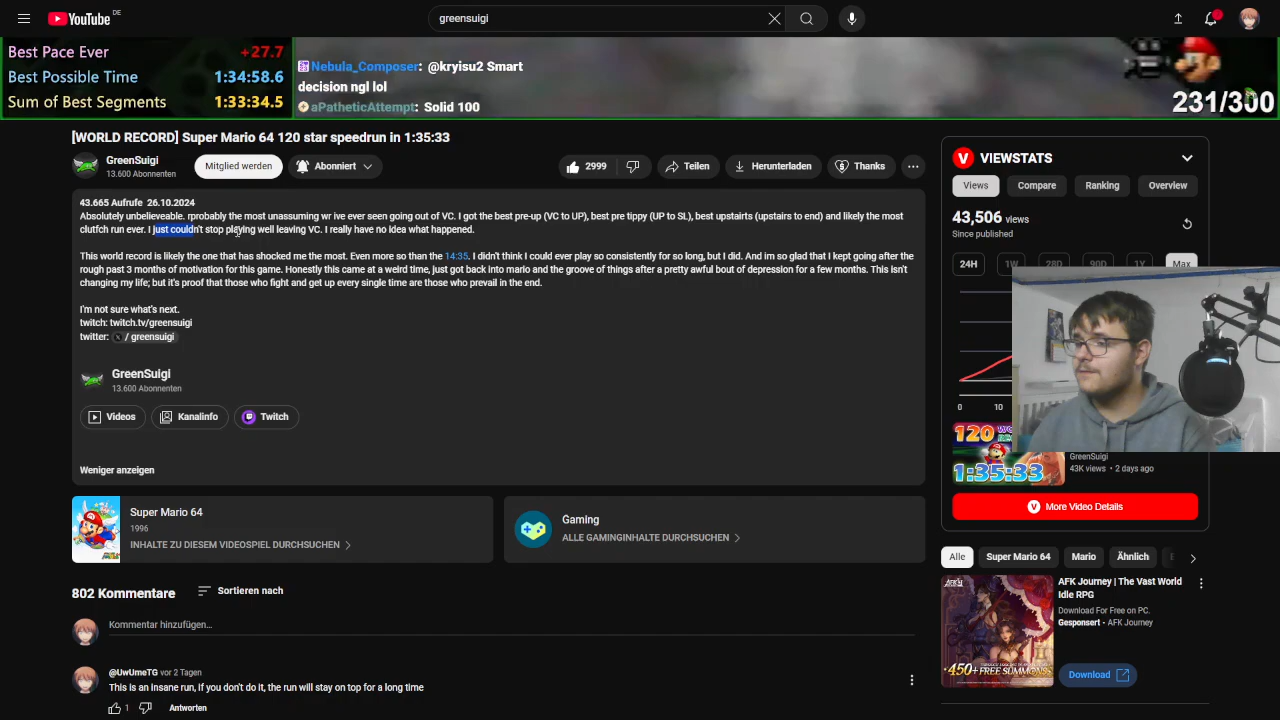 YouTube DE
greensuigi
Best Pace Ever +27.7
Best Possible Time 1:34:58.6
Sum of Best Segments 1:33:34.5
Nebula_Composer: @kryisu2 Smart
decision ngl lol
aPatheticAttempt: Solid 100
231/300
[WORLD RECORD] Super Mario 64 120 star speedrun in 1:35:33
GreenSuigi
13.600 Abonnenten
Mitglied werden
Abonniert
2999
Teilen
Herunterladen
Thanks
43.665 Aufrufe 26.10.2024
Absolutely unbelieveable. rprobably the most unassuming wr ive ever seen going out of VC. I got the best pre-up (VC to UP), best pre tippy (UP to SL), best upstairts (upstairs to end) and likely the most
clutfch run ever. I just couldn't stop playing well leaving VC. I really have no idea what happened.
This world record is likely the one that has shocked me the most. Even more so than the 14:35. I didn't think I could ever play so consistently for so long, but I did. And im so glad that I kept going after the
rough past 3 months of motivation for this game. Honestly this came at a weird time, just got back into mario and the groove of things after a pretty awful bout of depression for a few months. This isn't
changing my life; but it's proof that those who fight and get up every single time are those who prevail in the end.
I'm not sure what's next.
twitch: twitch.tv/greensuigi
twitter: X / greensuigi
GreenSuigi
13.600 Abonnenten
Videos
Kanalinfo
Twitch
Weniger anzeigen
Super Mario 64
1996
INHALTE ZU DIESEM VIDEOSPIEL DURCHSUCHEN
Gaming
ALLE GAMINGINHALTE DURCHSUCHEN
802 Kommentare
Sortieren nach
Kommentar hinzufügen...
@UwUmeTG vor 2 Tagen
This is an insane run, if you don't do it, the run will stay on top for a long time
1
Antworten
VIEWSTATS
Views
Compare
Ranking
Overview
43,506 views
Since published
24H
1W
28D
90D
1Y
Max
0
10
120
1:35:33
GreenSuigi
43K views • 2 days ago
More Video Details
Alle
Super Mario 64
Mario
Ähnlich
AFK Journey | The Vast World
Idle RPG
Download For Free on PC.
Gesponsert • AFK Journey
450+ FREE SUMMONS
Download